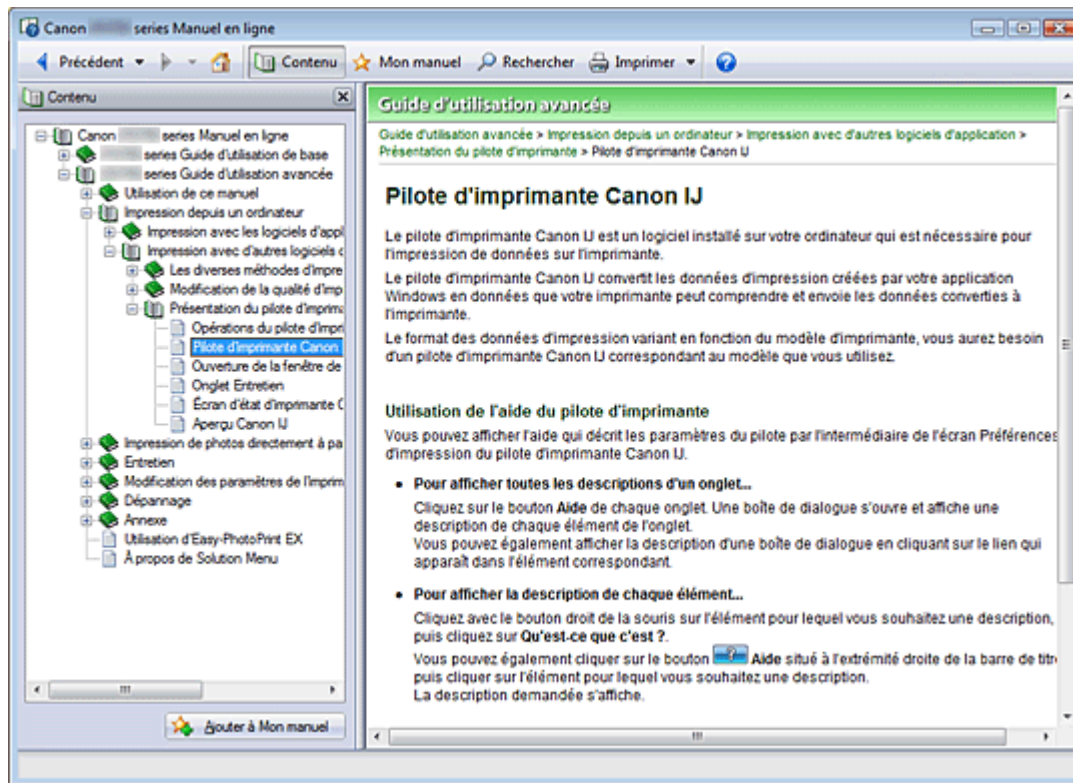 Canon series Manuel en ligne
Précédent Contenu Mon manuel Rechercher Imprimer
Contenu
Canon series Manuel en ligne
series Guide d'utilisation de base
series Guide d'utilisation avancée
Utilisation de ce manuel
Impression depuis un ordinateur
Impression avec les logiciels d'appl
Impression avec d'autres logiciels d
Les diverses méthodes d'impre
Modification de la qualité d'imp
Présentation du pilote d'imprima
Opérations du pilote d'impri
Pilote d'imprimante Canon
Ouverture de la fenêtre de
Onglet Entretien
Écran d'état d'imprimante C
Aperçu Canon IJ
Impression de photos directement à pa
Entretien
Modification des paramètres de l'Imprim
Dépannage
Annexe
Utilisation d'Easy-PhotoPrint EX
À propos de Solution Menu
Ajouter à Mon manuel
Guide d'utilisation avancée
Guide d'utilisation avancée > Impression depuis un ordinateur > Impression avec d'autres logiciels d'application >
Présentation du pilote d'imprimante > Pilote d'imprimante Canon IJ
Pilote d'imprimante Canon IJ
Le pilote d'imprimante Canon IJ est un logiciel installé sur votre ordinateur qui est nécessaire pour
l'impression de données sur l'imprimante.
Le pilote d'imprimante Canon IJ convertit les données d'impression créées par votre application
Windows en données que votre imprimante peut comprendre et envoie les données converties à
l'imprimante.
Le format des données d'impression variant en fonction du modèle d'imprimante, vous aurez besoin
d'un pilote d'imprimante Canon IJ correspondant au modèle que vous utilisez.
Utilisation de l'aide du pilote d'imprimante
Vous pouvez afficher l'aide qui décrit les paramètres du pilote par l'intermédiaire de l'écran Préférences
d'impression du pilote d'imprimante Canon IJ.
• Pour afficher toutes les descriptions d'un onglet...
Cliquez sur le bouton Aide de chaque onglet. Une boîte de dialogue s'ouvre et affiche une
description de chaque élément de l'onglet.
Vous pouvez également afficher la description d'une boîte de dialogue en cliquant sur le lien qui
apparaît dans l'élément correspondant.
• Pour afficher la description de chaque élément...
Cliquez avec le bouton droit de la souris sur l'élément pour lequel vous souhaitez une description,
puis cliquez sur Qu'est-ce que c'est ?.
Vous pouvez également cliquer sur le bouton ? Aide situé à l'extrémité droite de la barre de titre
puis cliquer sur l'élément pour lequel vous souhaitez une description.
La description demandée s'affiche.